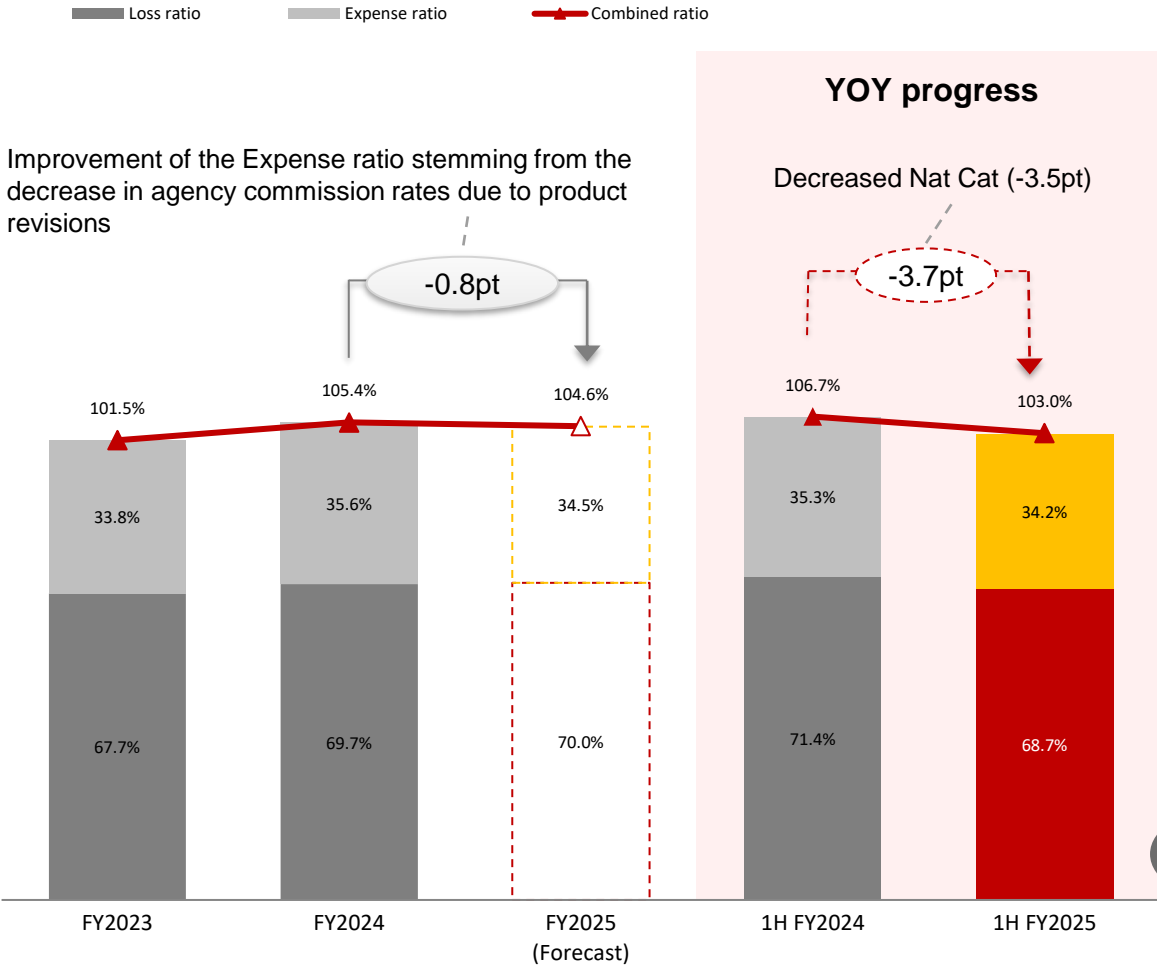 Loss ratio
Expense ratio
Combined ratio
YOY progress
Improvement of the Expense ratio stemming from the
decrease in agency commission rates due to product
revisions
Decreased Nat Cat (-3.5pt)
-0.8pt
-3.7pt
101.5%
105.4%
104.6%
106.7%
103.0%
33.8%
35.6%
34.5%
35.3%
34.2%
67.7%
69.7%
70.0%
71.4%
68.7%
FY2023
FY2024
FY2025
(Forecast)
1H FY2024
1H FY2025